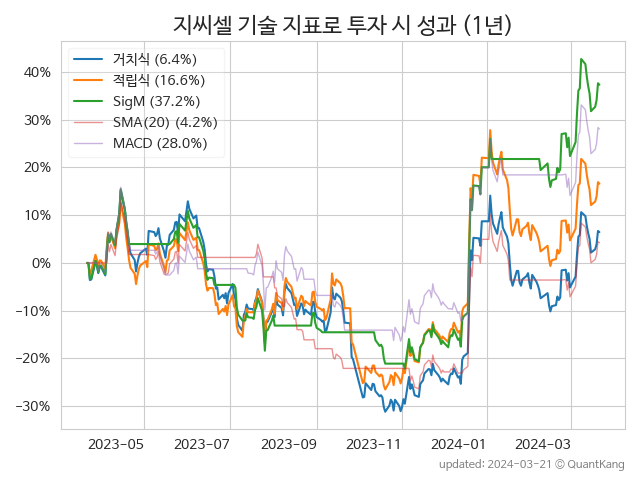 지씨셀 기술 지표로 투자 시 성과 (1년)
거치식 (6.4%)
적립식 (16.6%)
SigM (37.2%)
SMA(20) (4.2%)
MACD (28.0%)
40%
30%
20%
10%
0%
−10%
−20%
−30%
2023−05
2023−07
2023−09
2023−11
2024−01
2024−03
updated: 2024-03-21 © QuantKang